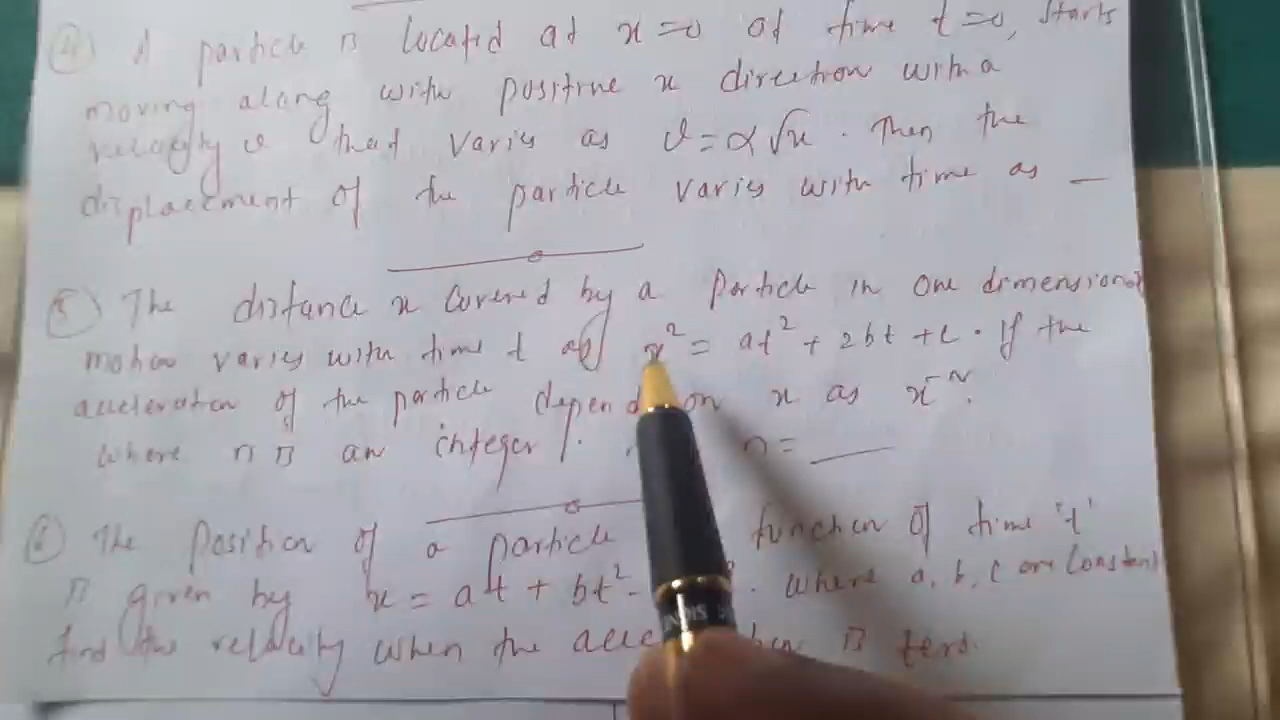 ④ A particle is located at x=0 at time t=0, starts
moving along with positive x direction with a
velocity v that varies as v=α√x. Then the
displacement of the particle varies with time as —
⑤ The distance x covered by a particle in one dimensional
motion varies with time t as x² = at² + 2bt + c. If the
acceleration of the particle depend on x as x⁻ᴺ.
where n is an integer. n = ___
⑥ The position of a particle function of time 't'
is given by x = at + bt² - . where a, b, c are constant
find the velocity when the acce is zero.